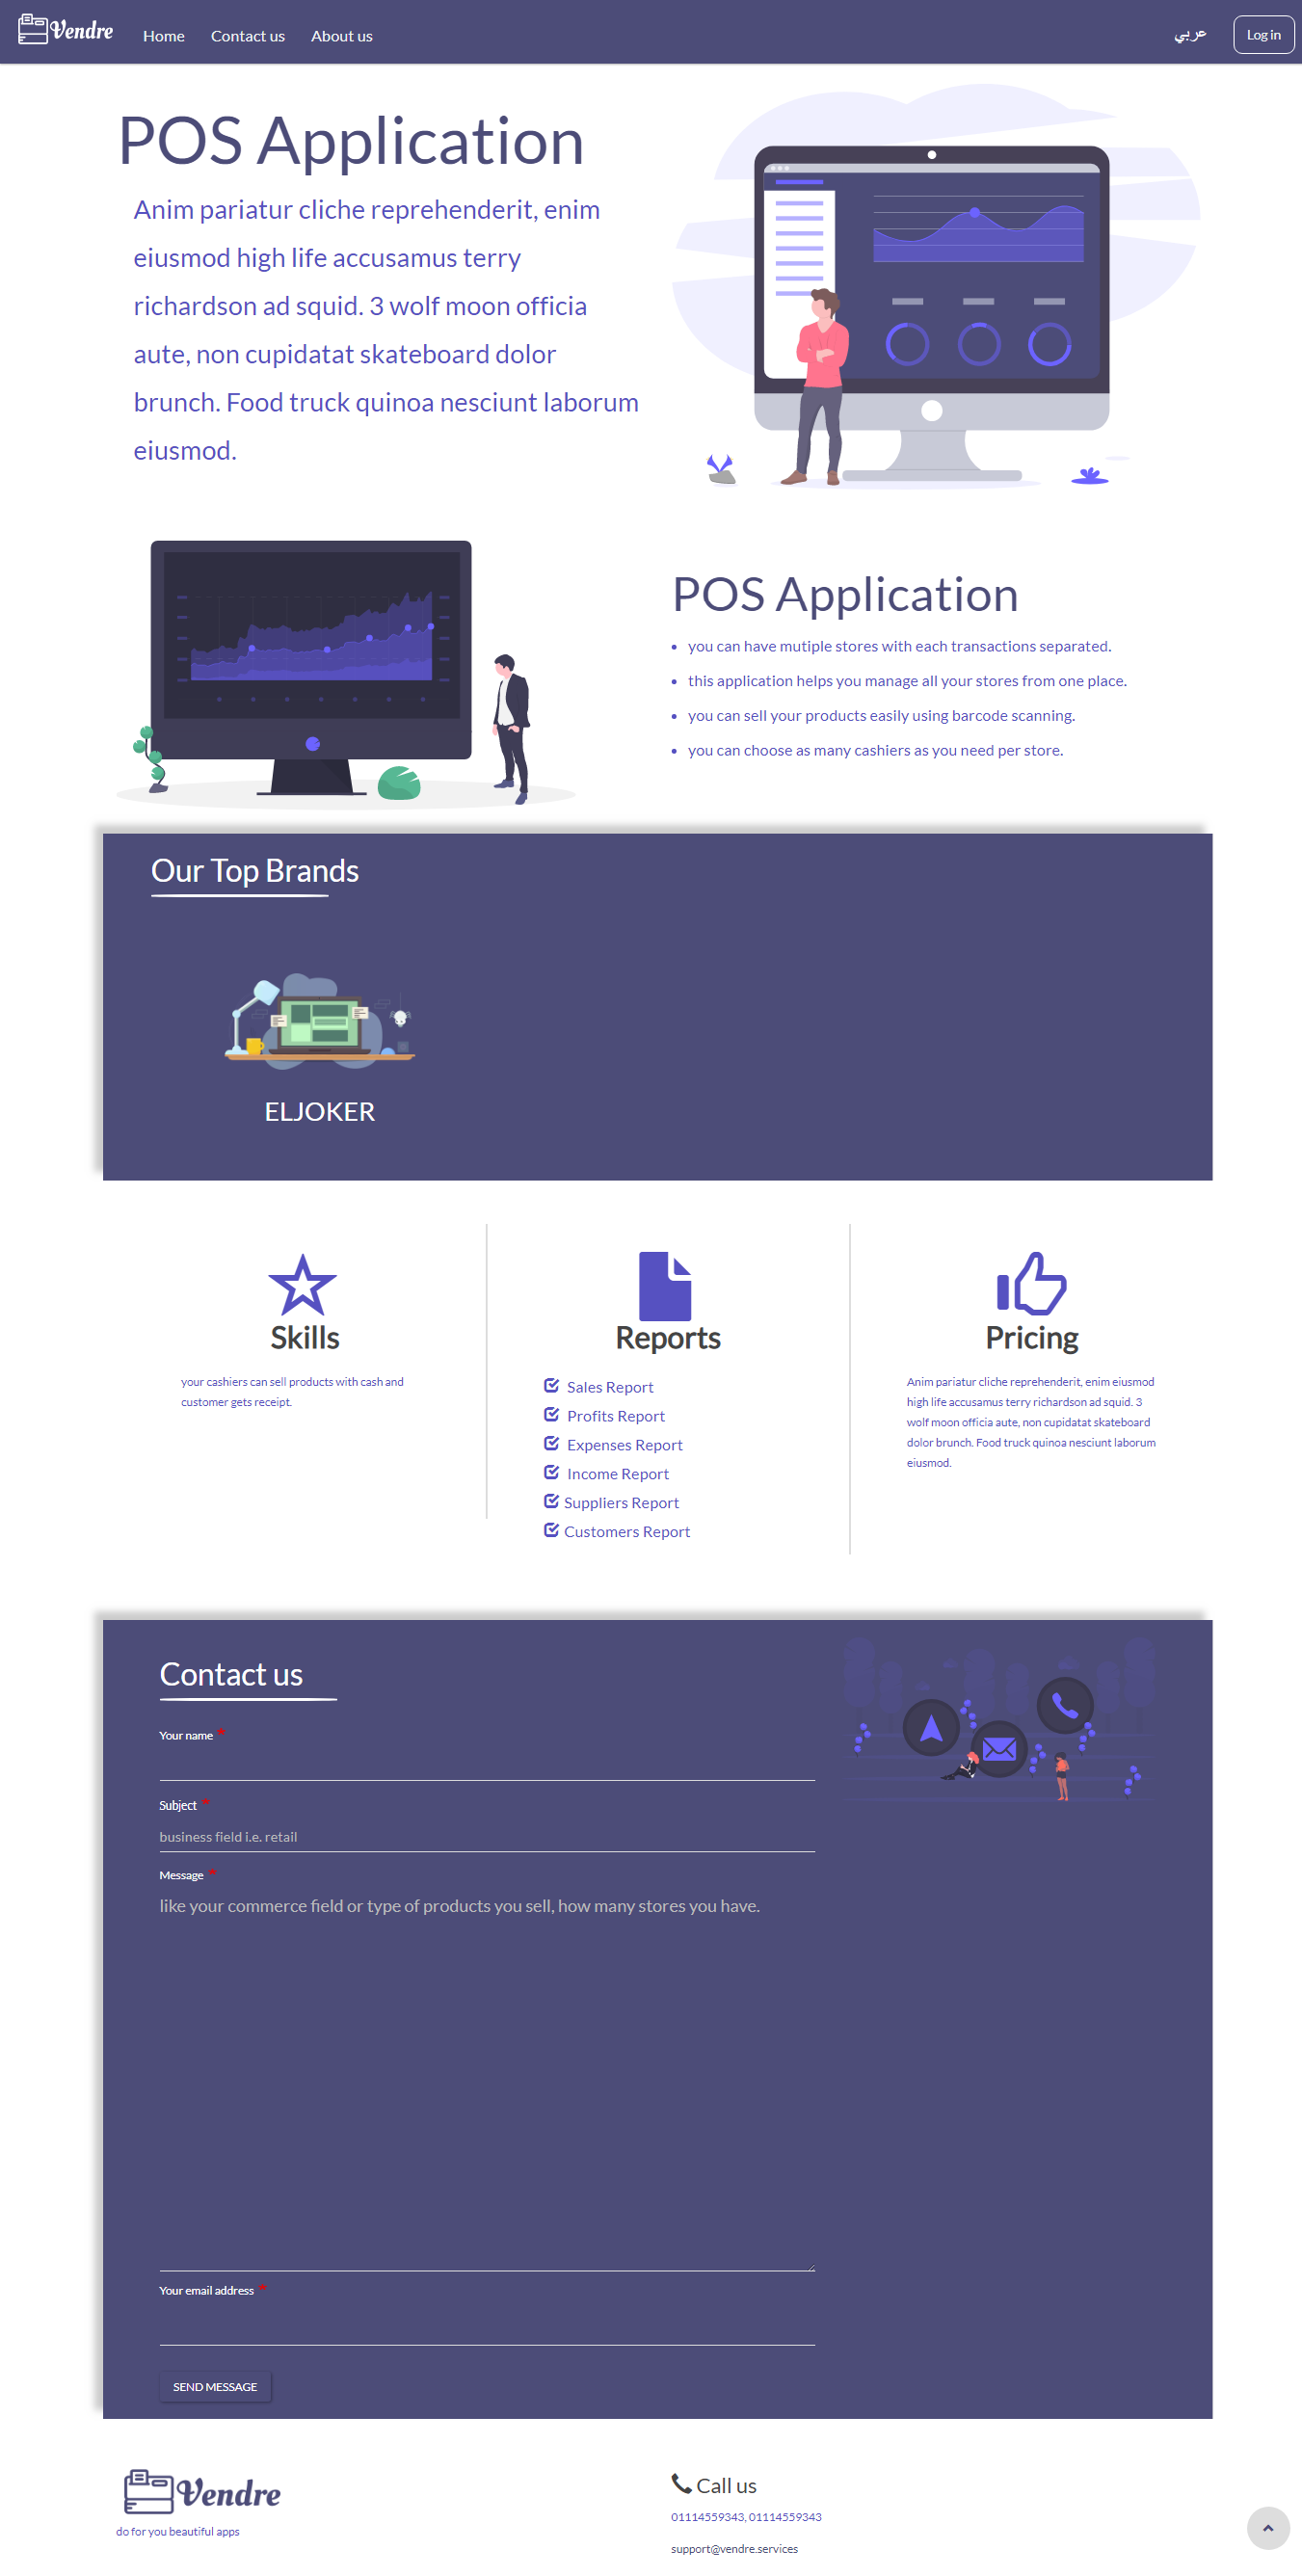 Vendre
Home
Contact us
About us
عربي
Log in
POS Application
Anim pariatur cliche reprehenderit, enim
eiusmod high life accusamus terry
richardson ad squid. 3 wolf moon officia
aute, non cupidatat skateboard dolor
brunch. Food truck quinoa nesciunt laborum
eiusmod.
POS Application
you can have mutiple stores with each transactions separated.
this application helps you manage all your stores from one place.
you can sell your products easily using barcode scanning.
you can choose as many cashiers as you need per store.
Our Top Brands
ELJOKER
Skills
your cashiers can sell products with cash and
customer gets receipt.
Reports
Sales Report
Profits Report
Expenses Report
Income Report
Suppliers Report
Customers Report
Pricing
Anim pariatur cliche reprehenderit, enim eiusmod
high life accusamus terry richardson ad squid. 3
wolf moon officia aute, non cupidatat skateboard
dolor brunch. Food truck quinoa nesciunt laborum
eiusmod.
Contact us
Your name *
Subject *
business field i.e. retail
Message *
like your commerce field or type of products you sell, how many stores you have.
Your email address *
SEND MESSAGE
Vendre
do for you beautiful apps
Call us
01114559343, 01114559343
support@vendre.services